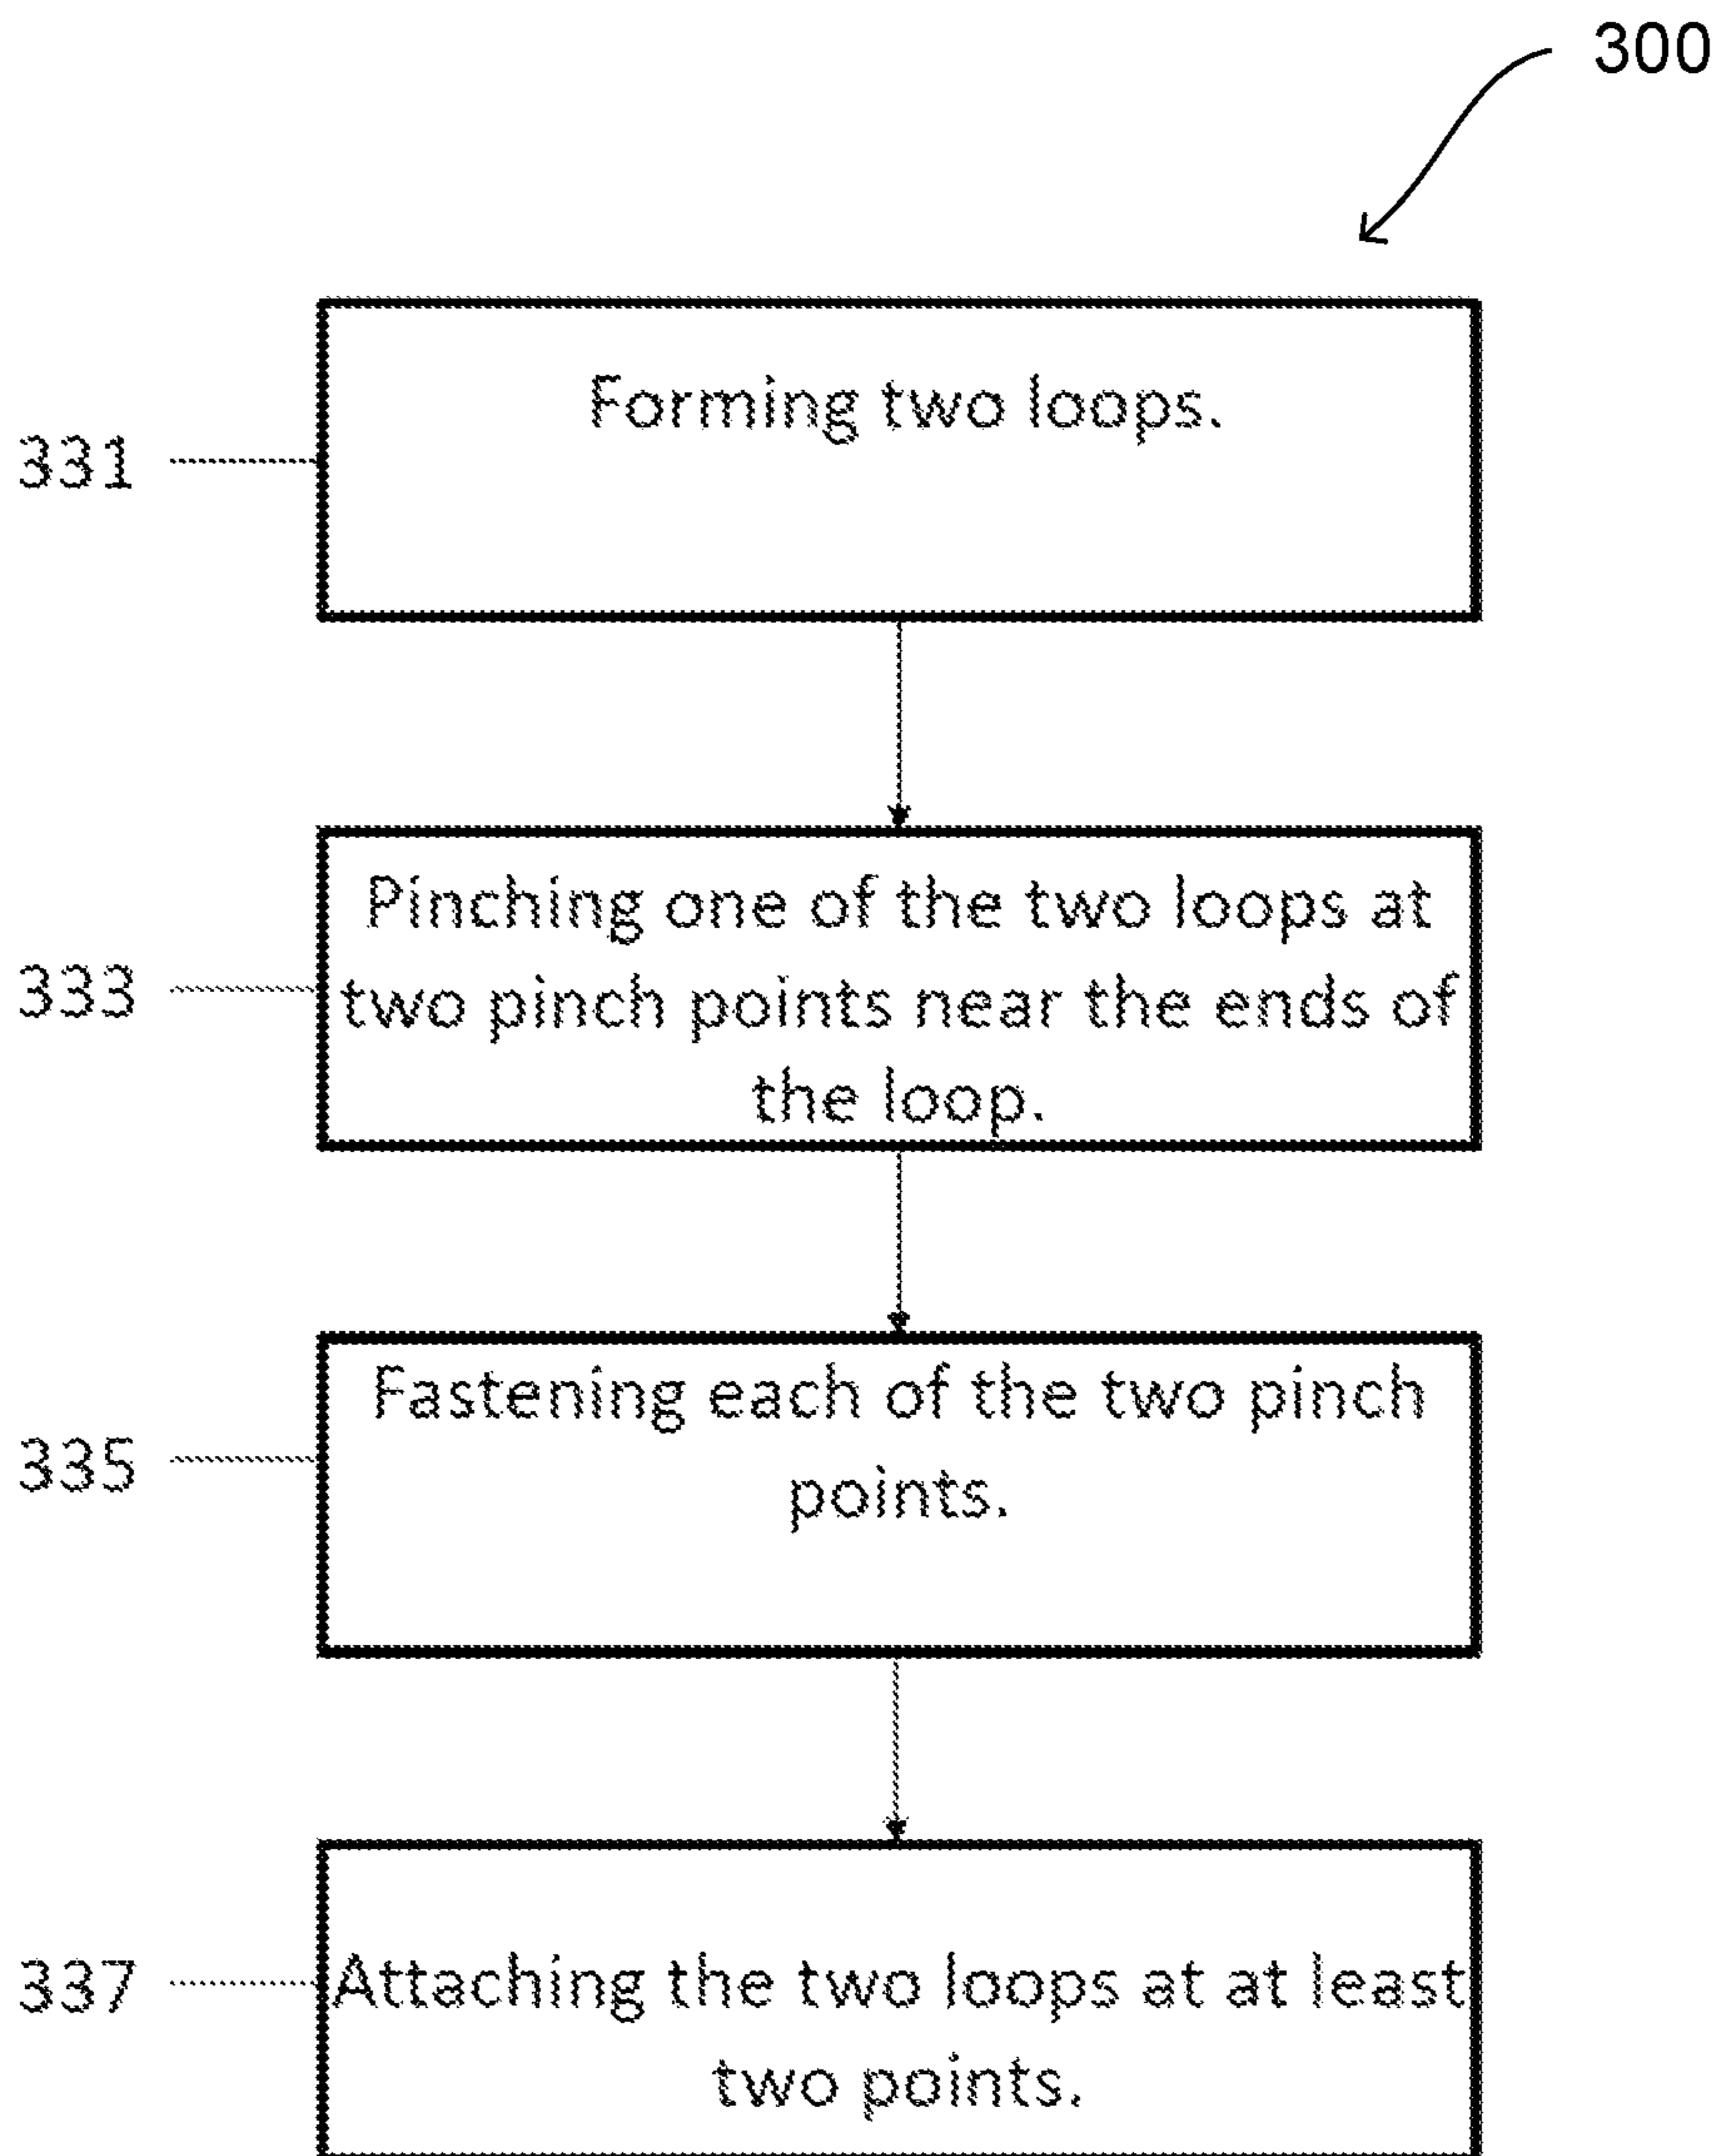 300
Forming two loops.
331
Pinching one of the two loops at
333
two pinch points near the ends of
the loop.
Fastening each of the two pinch
335
points.
337
Attaching the two loops at at least
two points.